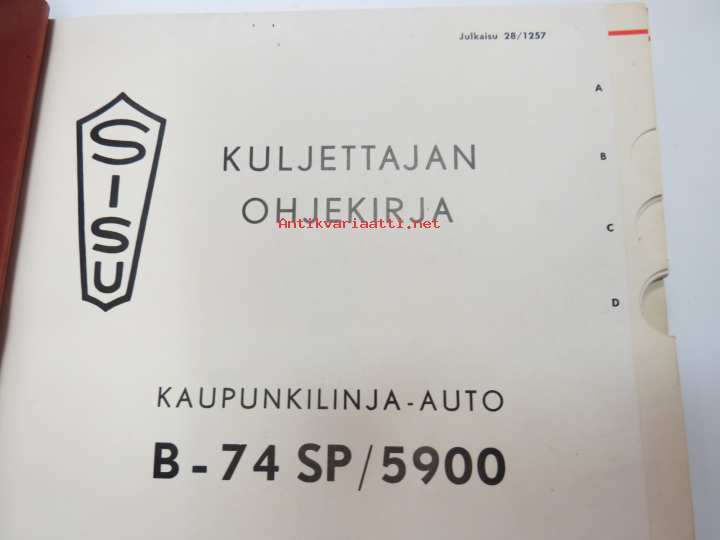 Julkaisu 28/1257
SISU
KULJETTAJAN
OHJEKIRJA
Antikvariaatti.net
KAUPUNKILINJA-AUTO
B-74 SP/5900
A
B
C
D